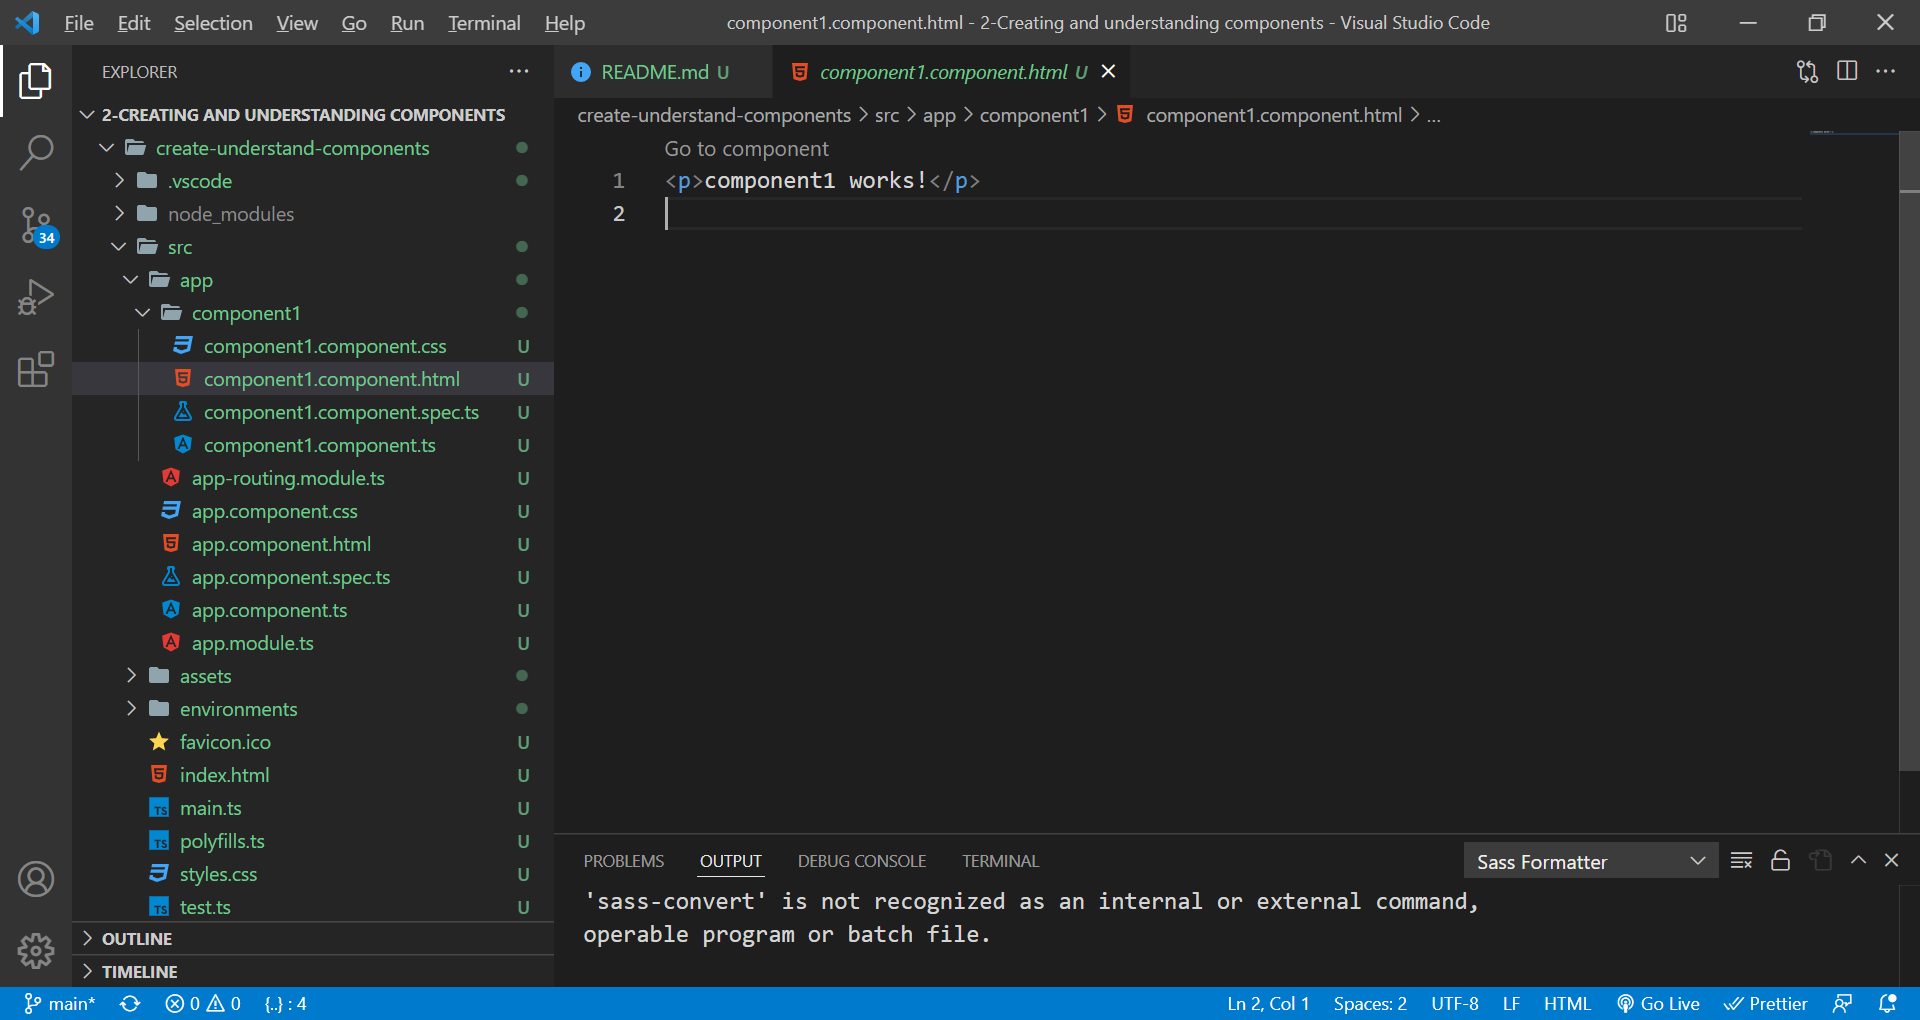 File Edit Selection View Go Run Terminal Help component1.component.html - 2-Creating and understanding components - Visual Studio Code
EXPLORER
README.md U component1.component.html U
2-CREATING AND UNDERSTANDING COMPONENTS
create-understand-components > src > app > component1 > component1.component.html > ...
create-understand-components
.vscode
node_modules
src
app
component1
component1.component.css U
component1.component.html U
component1.component.spec.ts U
component1.component.ts U
app-routing.module.ts U
app.component.css U
app.component.html U
app.component.spec.ts U
app.component.ts U
app.module.ts U
assets
environments
favicon.ico U
index.html U
TS main.ts U
TS polyfills.ts U
styles.css U
TS test.ts U
OUTLINE
TIMELINE
34
Go to component
1 <p>component1 works!</p>
2
PROBLEMS OUTPUT DEBUG CONSOLE TERMINAL Sass Formatter
'sass-convert' is not recognized as an internal or external command,
operable program or batch file.
main* 0 0 {..} : 4 Ln 2, Col 1 Spaces: 2 UTF-8 LF HTML Go Live Prettier